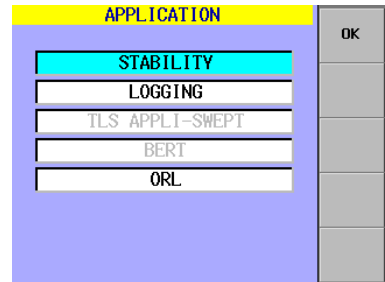 APPLICATION
OK
STABILITY
LOGGING
TLS APPLI-SWEPT
BERT
ORL